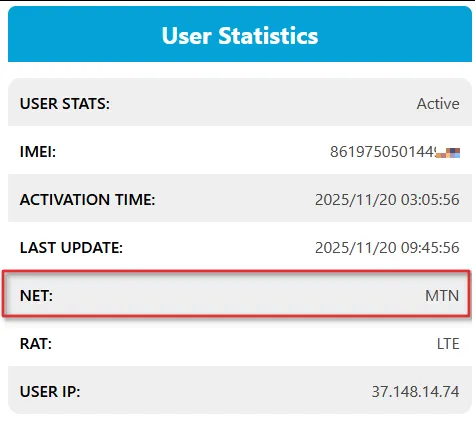 User Statistics
USER STATS: Active
IMEI: 86197505014449
ACTIVATION TIME: 2025/11/20 03:05:56
LAST UPDATE: 2025/11/20 09:45:56
NET: MTN
RAT: LTE
USER IP: 37.148.14.74